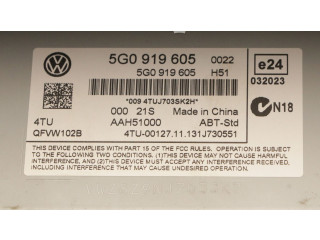 5G0 919 605 0022
5G0 919 605 H51
e24
032023
*009 4TUJ703SK2H*
000 21S Made in China
N18
4TU AAH51000 ABT-Std
QFVW102B 4TU-00127.11.131J730551
THIS DEVICE COMPLIES WITH PART 15 OF THE FCC RULES. OPERATION IS SUBJECT
TO THE FOLLOWING TWO CONDITIONS: (1) THIS DEVICE MAY NOT CAUSE HARMFUL
INTERFERENCE, AND (2) THIS DEVICE MUST ACCEPT ANY INTERFERENCE RECEIVED,
INCLUDING INTERFERENCE THAT MAY CAUSE UNDESIRED OPERATION.